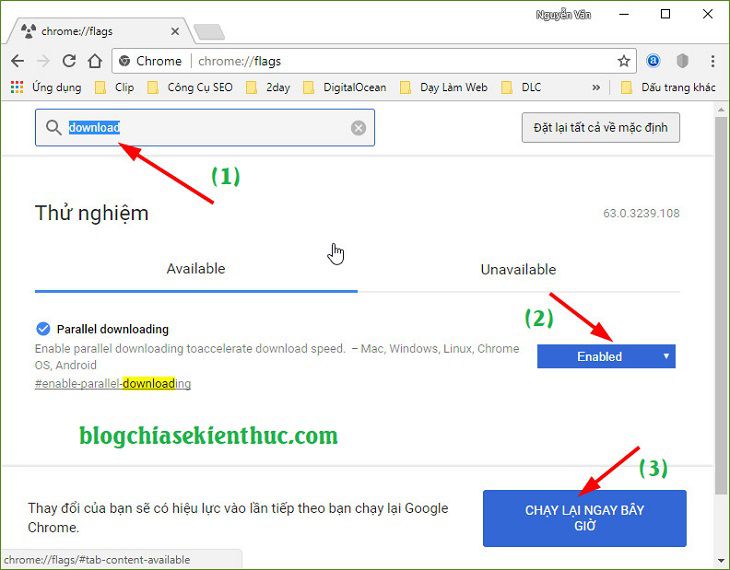 Nguyễn Văn
chrome://flags
Chrome chrome://flags
Ứng dụng Clip Công Cụ SEO 2day DigitalOcean Dạy Làm Web DLC » Dấu trang khác
download
Đặt lại tất cả về mặc định
(1)
Thử nghiệm
63.0.3239.108
Available
Unavailable
(2)
Parallel downloading
Enable parallel downloading toaccelerate download speed. – Mac, Windows, Linux, Chrome
OS, Android
#enable-parallel-downloading
Enabled
blogchiasekienthuc.com
(3)
Thay đổi của bạn sẽ có hiệu lực vào lần tiếp theo bạn chạy lại Google
Chrome.
CHẠY LẠI NGAY BÂY
GIỜ
chrome://flags/#tab-content-available